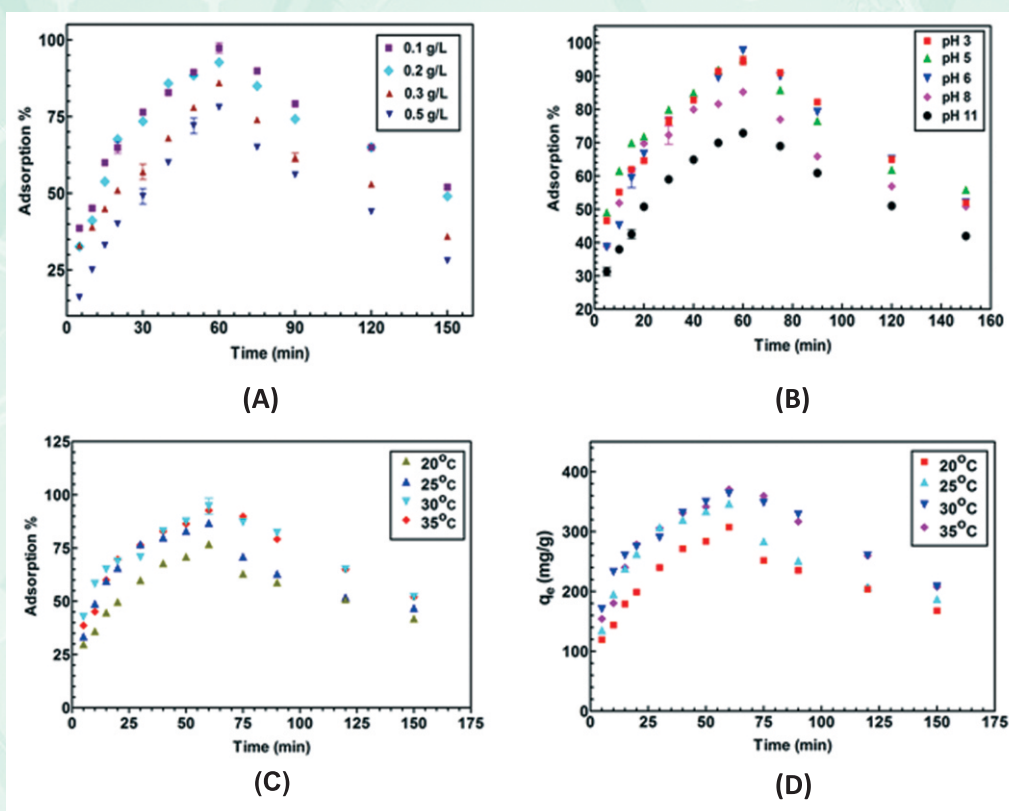 100
75
50
25
Adsorption %
0.1 g/L
0.2 g/L
0.3 g/L
0.5 g/L
0 30 60 90 120 150
Time (min)
(A)
100
90
80
70
60
50
40
30
20
Adsorption %
pH 3
pH 5
pH 6
pH 8
pH 11
0 20 40 60 80 100 120 140 160
Time (min)
(B)
125
100
75
50
25
0
Adsorption %
20°C
25°C
30°C
35°C
0 25 50 75 100 125 150 175
Time (min)
(C)
400
300
200
100
0
qe (mg/g)
20°C
25°C
30°C
35°C
0 25 50 75 100 125 150 175
Time (min)
(D)